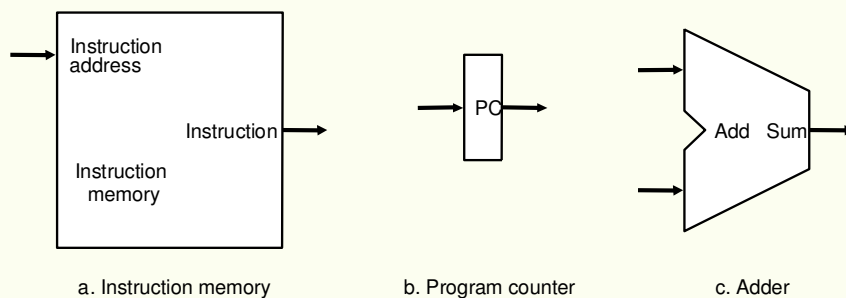 Instruction
address
Instruction
Instruction
memory
PC
Add Sum
a. Instruction memory
b. Program counter
c. Adder